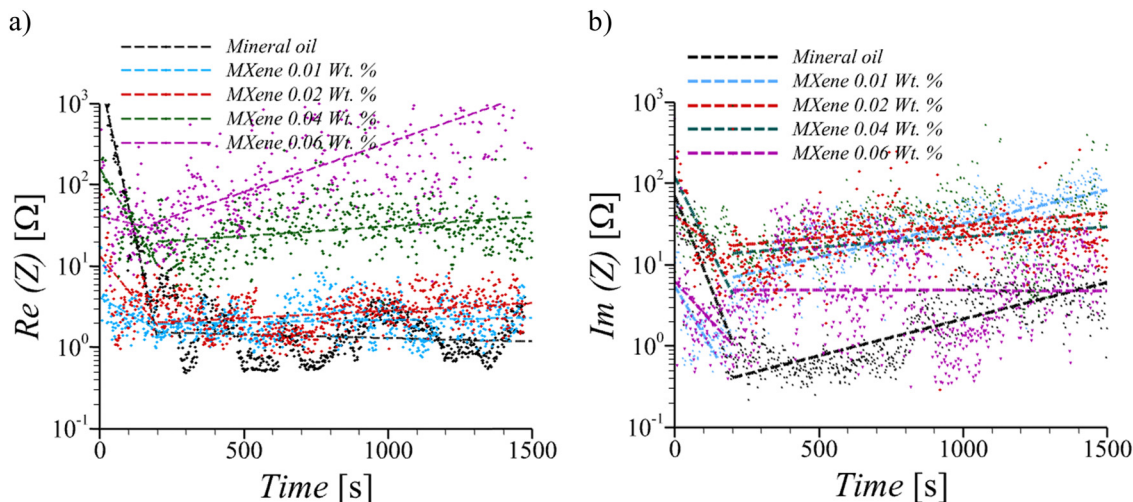 a)
Mineral oil
MXene 0.01 Wt. %
MXene 0.02 Wt. %
MXene 0.04 Wt. %
MXene 0.06 Wt. %
Re (Z) [Ω]
10³
10²
10¹
10⁰
10⁻¹
0
500
1000
1500
Time [s]
b)
Mineral oil
MXene 0.01 Wt. %
MXene 0.02 Wt. %
MXene 0.04 Wt. %
MXene 0.06 Wt. %
Im (Z) [Ω]
10³
10²
10¹
10⁰
10⁻¹
0
500
1000
1500
Time [s]